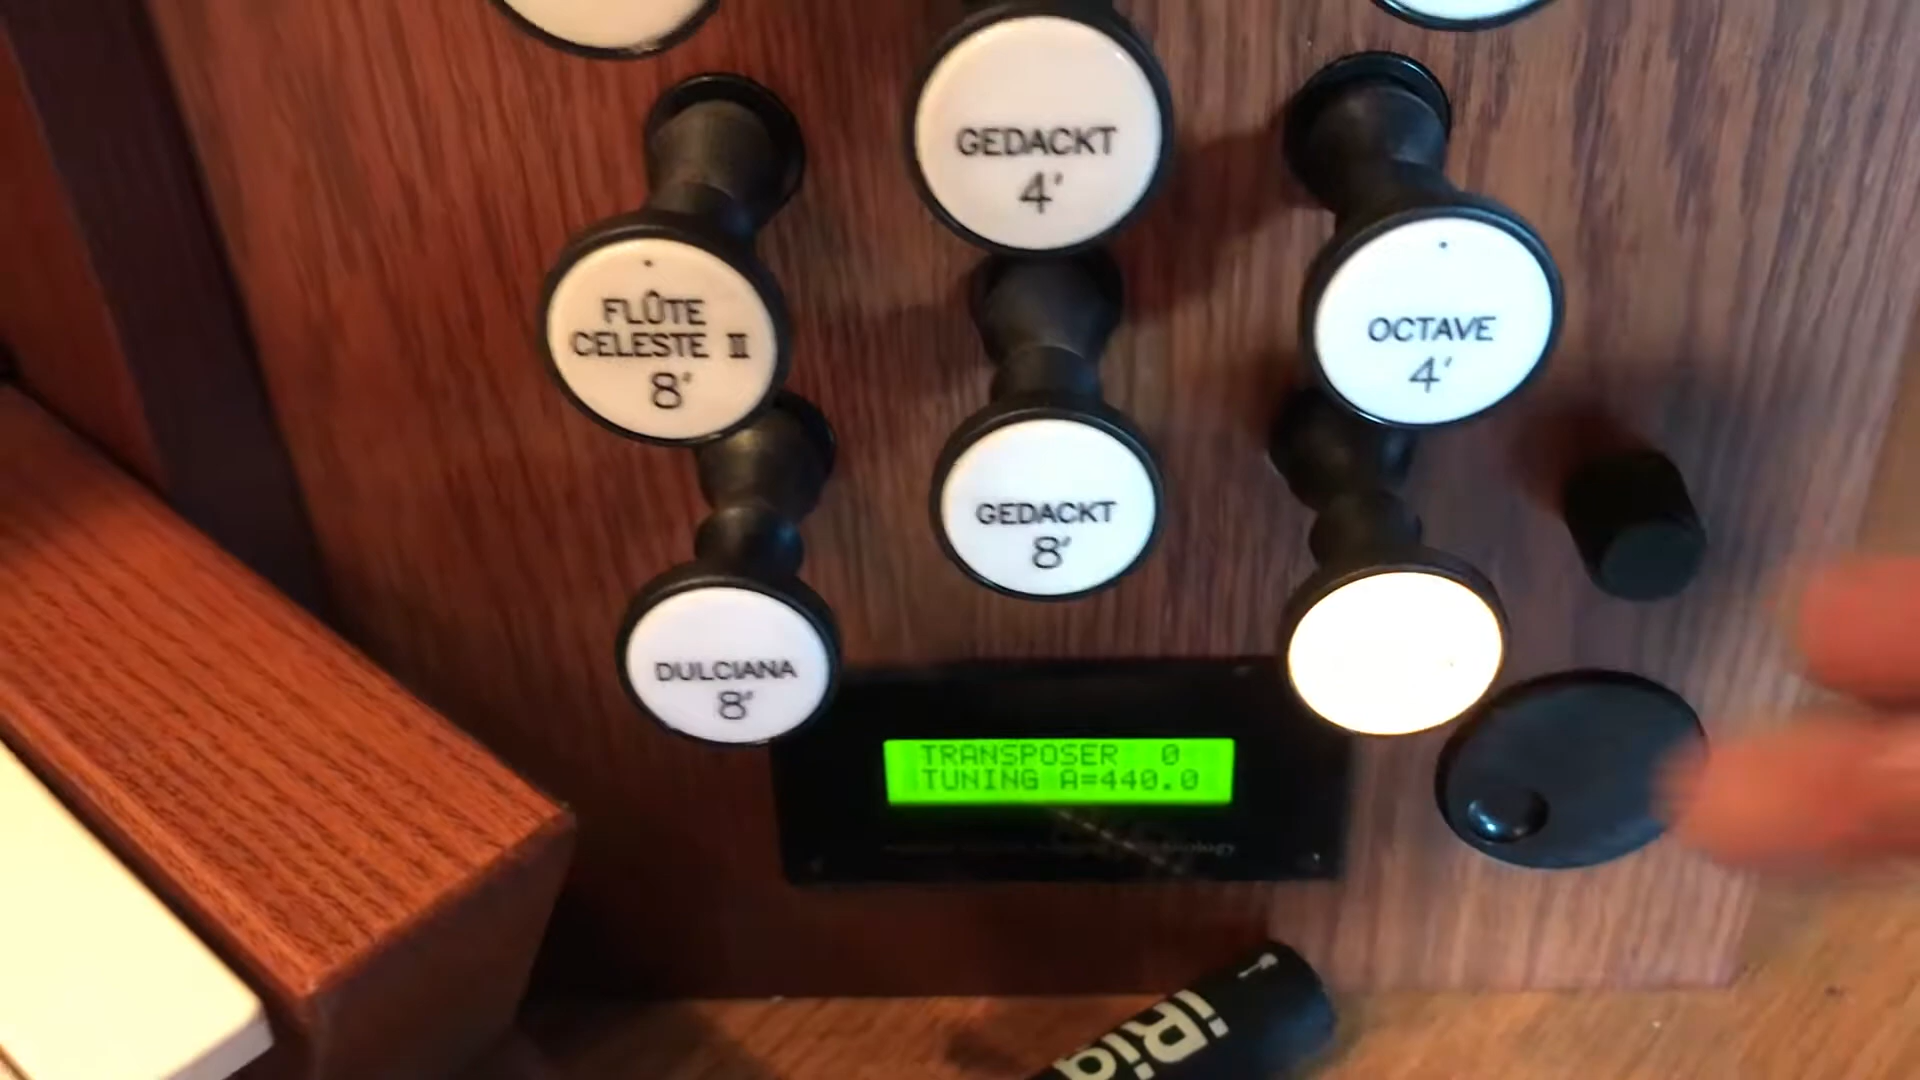 GEDACKT
4'
FLÛTE
CELESTE II
8'
OCTAVE
4'
GEDACKT
8'
DULCIANA
8'
TRANSPOSER 0
TUNING A=440.0
iRig